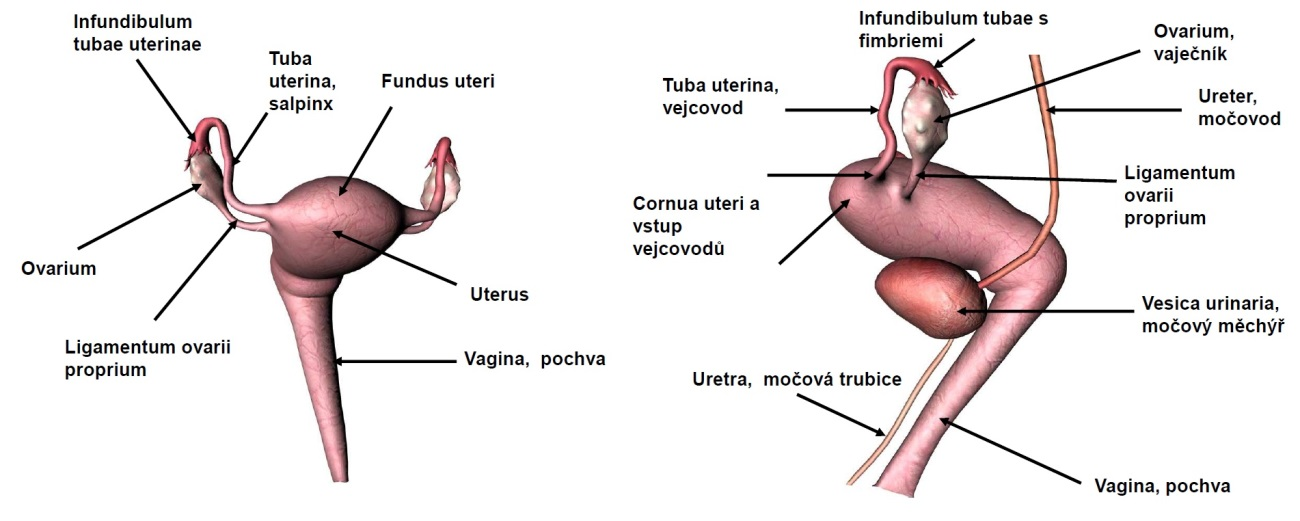 Infundibulum
tubae uterinae
Tuba
uterina,
salpinx
Fundus uteri
Ovarium
Uterus
Ligamentum ovarii
proprium
Vagina, pochva
Infundibulum tubae s
fimbriemi
Ovarium,
vaječník
Tuba uterina,
vejcovod
Ureter,
močovod
Ligamentum
ovarii
proprium
Cornua uteri a
vstup
vejcovodů
Vesica urinaria,
močový měchýř
Uretra, močová trubice
Vagina, pochva